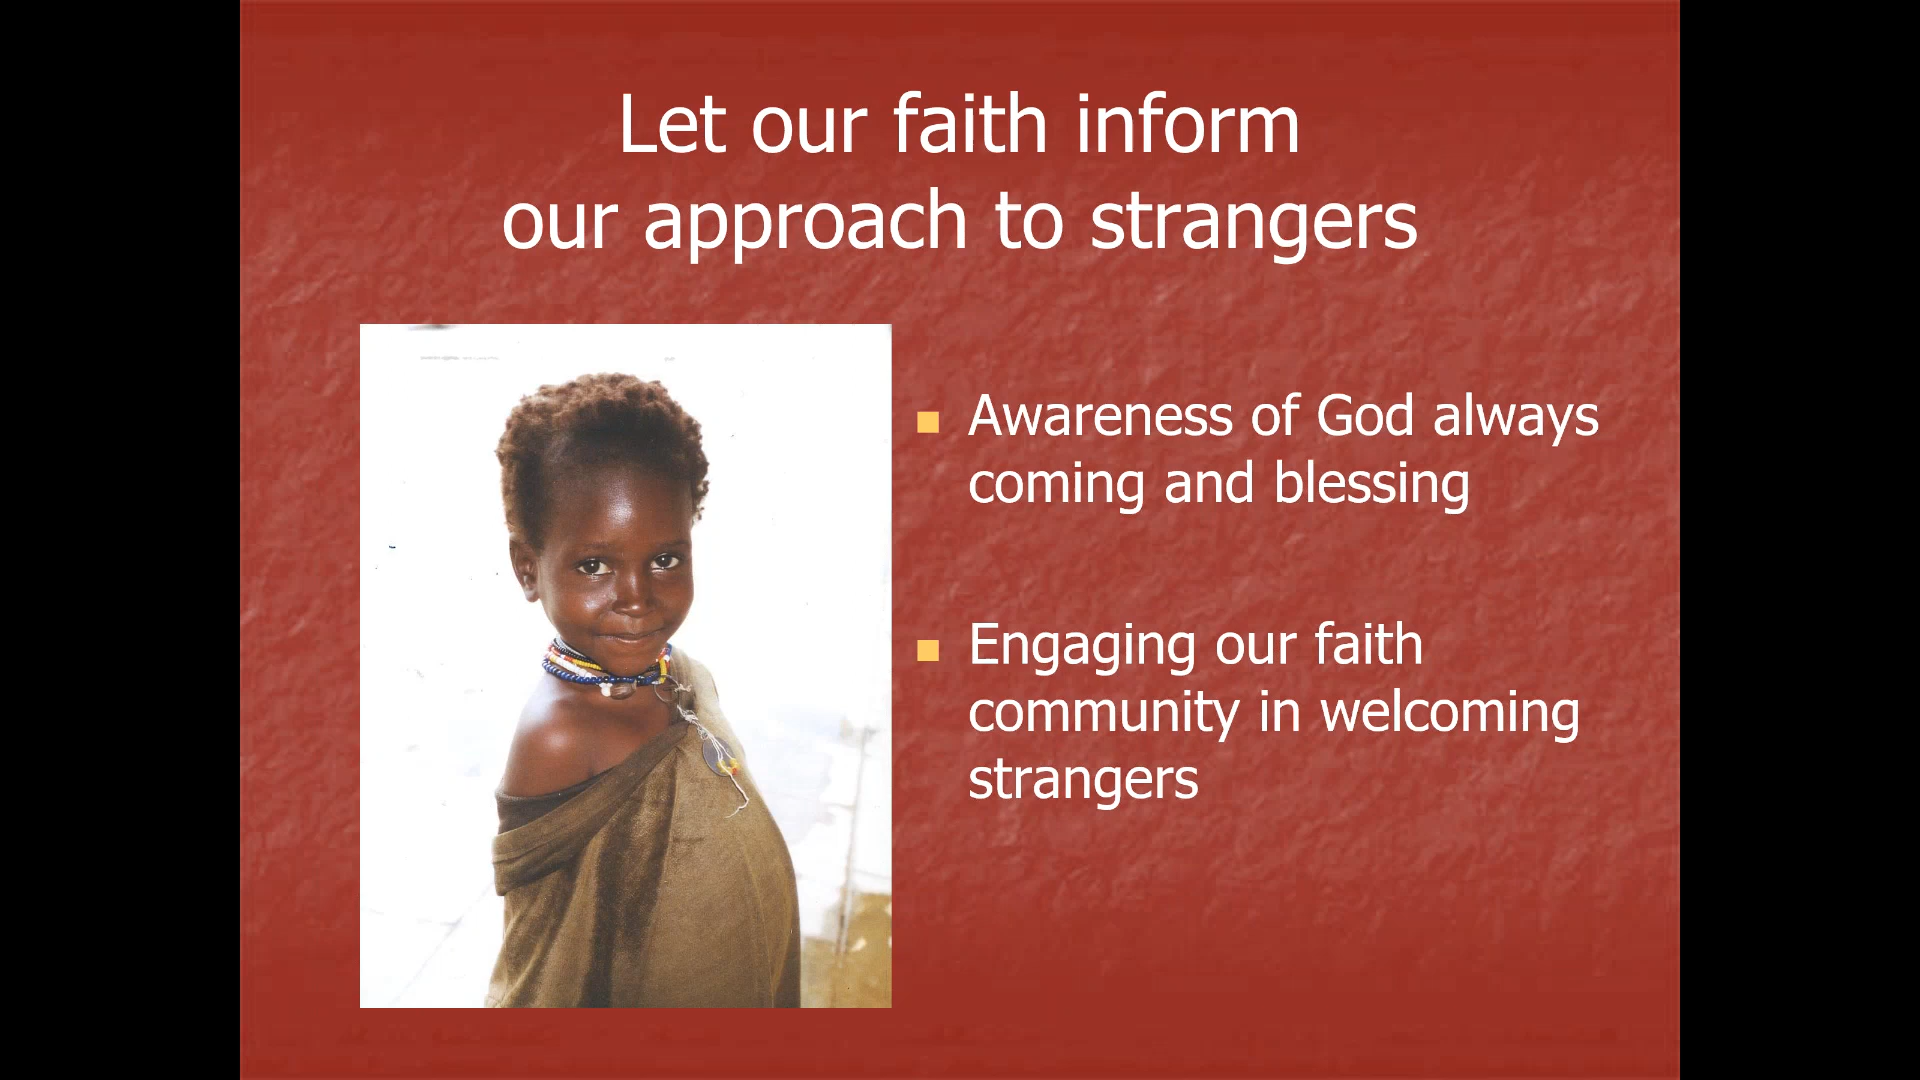 Let our faith inform
our approach to strangers
Awareness of God always
coming and blessing
Engaging our faith
community in welcoming
strangers